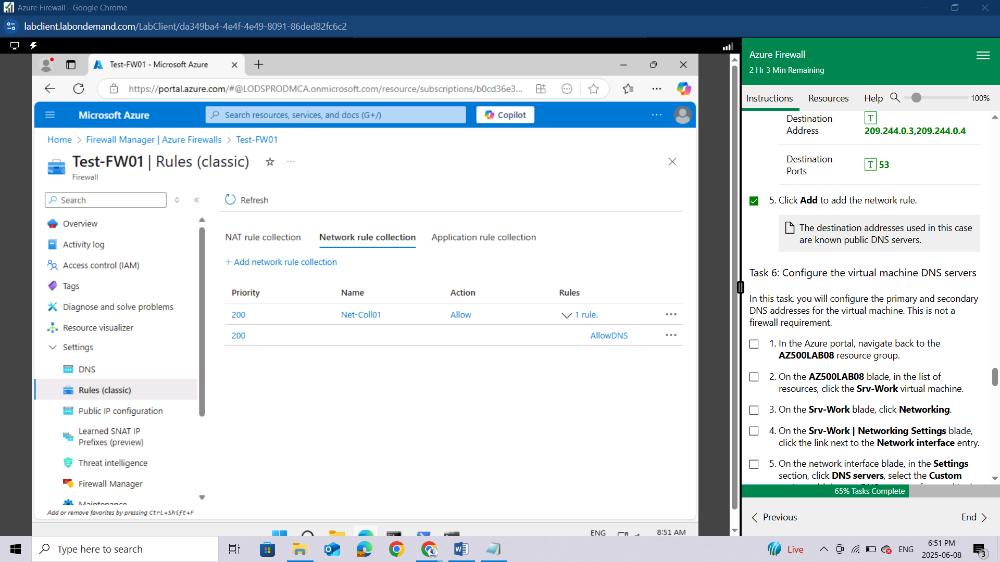 Azure Firewall - Google Chrome
labclient.labondemand.com/LabClient/da349ba4-4e4f-4e49-8091-86ded82fc6c2
Test-FW01 - Microsoft Azure
https://portal.azure.com/#@LODSPRODMCA.onmicrosoft.com/resource/subscriptions/b0cd36e3...
Microsoft Azure
Search resources, services, and docs (G+/)
Copilot
Home > Firewall Manager | Azure Firewalls > Test-FW01
Test-FW01 | Rules (classic)
Firewall
Search
Overview
Activity log
Access control (IAM)
Tags
Diagnose and solve problems
Resource visualizer
Settings
DNS
Rules (classic)
Public IP configuration
Learned SNAT IP
Prefixes (preview)
Threat intelligence
Firewall Manager
Maintenance
Add or remove favorites by pressing Ctrl+Shift+F
Refresh
NAT rule collection Network rule collection Application rule collection
+ Add network rule collection
Priority Name Action Rules
200 Net-Coll01 Allow 1 rule.
200 AllowDNS
ENG 8:51 AM
Azure Firewall
2 Hr 3 Min Remaining
Instructions Resources Help 100%
Destination
Address
T
209.244.0.3,209.244.0.4
Destination
Ports
T 53
5. Click Add to add the network rule.
The destination addresses used in this case
are known public DNS servers.
Task 6: Configure the virtual machine DNS servers
In this task, you will configure the primary and secondary
DNS addresses for the virtual machine. This is not a
firewall requirement.
1. In the Azure portal, navigate back to the
AZ500LAB08 resource group.
2. On the AZ500LAB08 blade, in the list of
resources, click the Srv-Work virtual machine.
3. On the Srv-Work blade, click Networking.
4. On the Srv-Work | Networking Settings blade,
click the link next to the Network interface entry.
5. On the network interface blade, in the Settings
section, click DNS servers, select the Custom
65% Tasks Complete
Previous End
Type here to search
Live
ENG
6:51 PM
2025-06-08
3